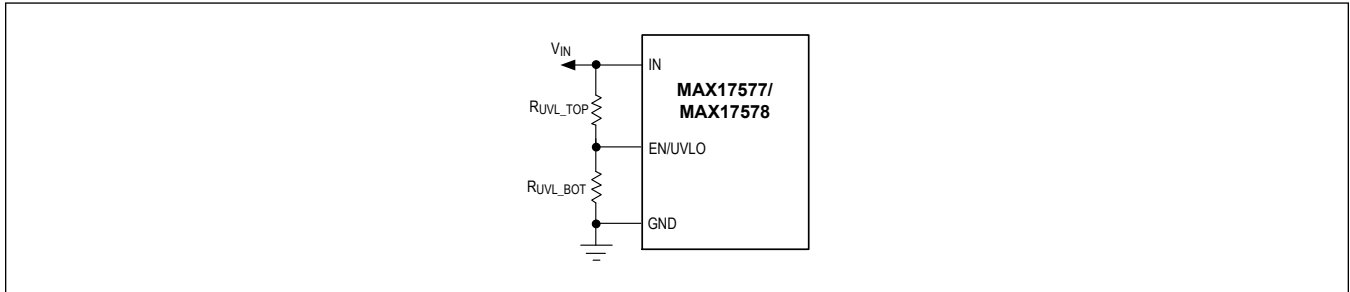 VIN
IN
MAX17577/
MAX17578
RUVL_TOP
EN/UVLO
RUVL_BOT
GND